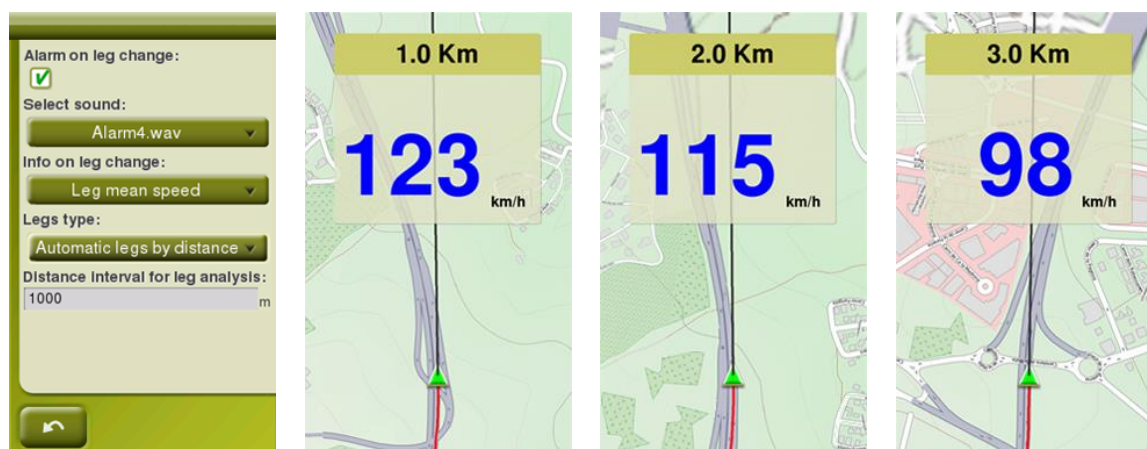 Alarm on leg change:
Select sound:
Alarm4.wav
Info on leg change:
Leg mean speed
Legs type:
Automatic legs by distance
Distance interval for leg analysis:
1000
m
1.0 Km
123
km/h
2.0 Km
115
km/h
3.0 Km
98
km/h